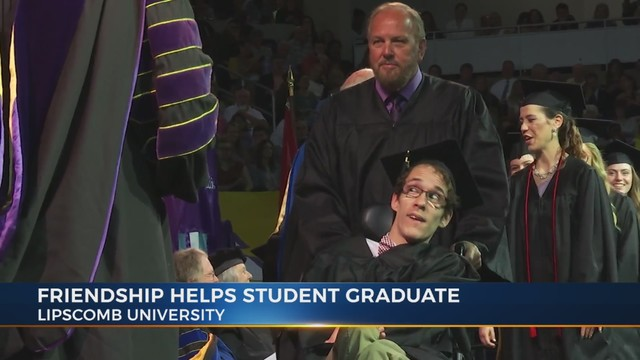 FRIENDSHIP HELPS STUDENT GRADUATE
LIPSCOMB UNIVERSITY